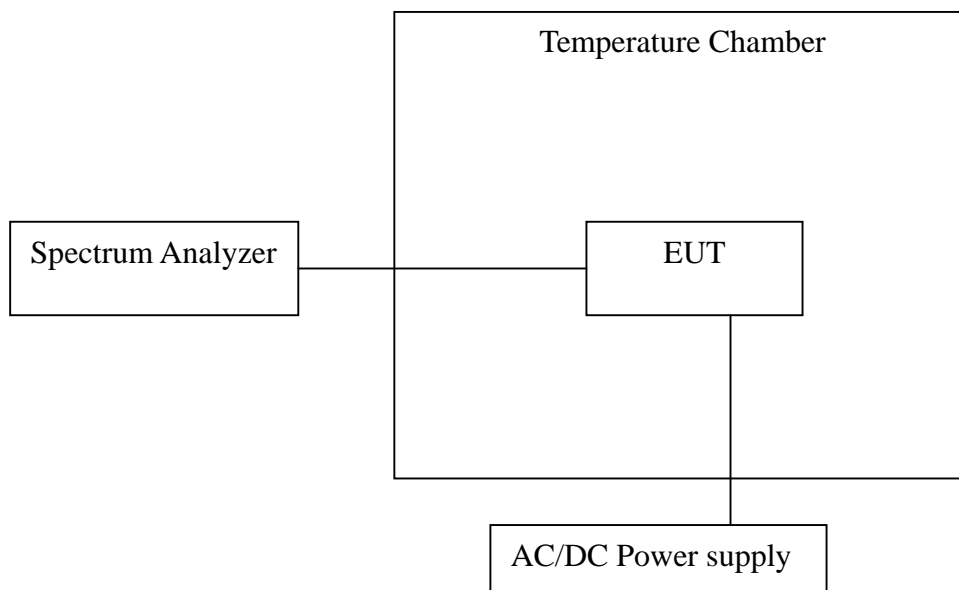 Temperature Chamber
Spectrum Analyzer
EUT
AC/DC Power supply